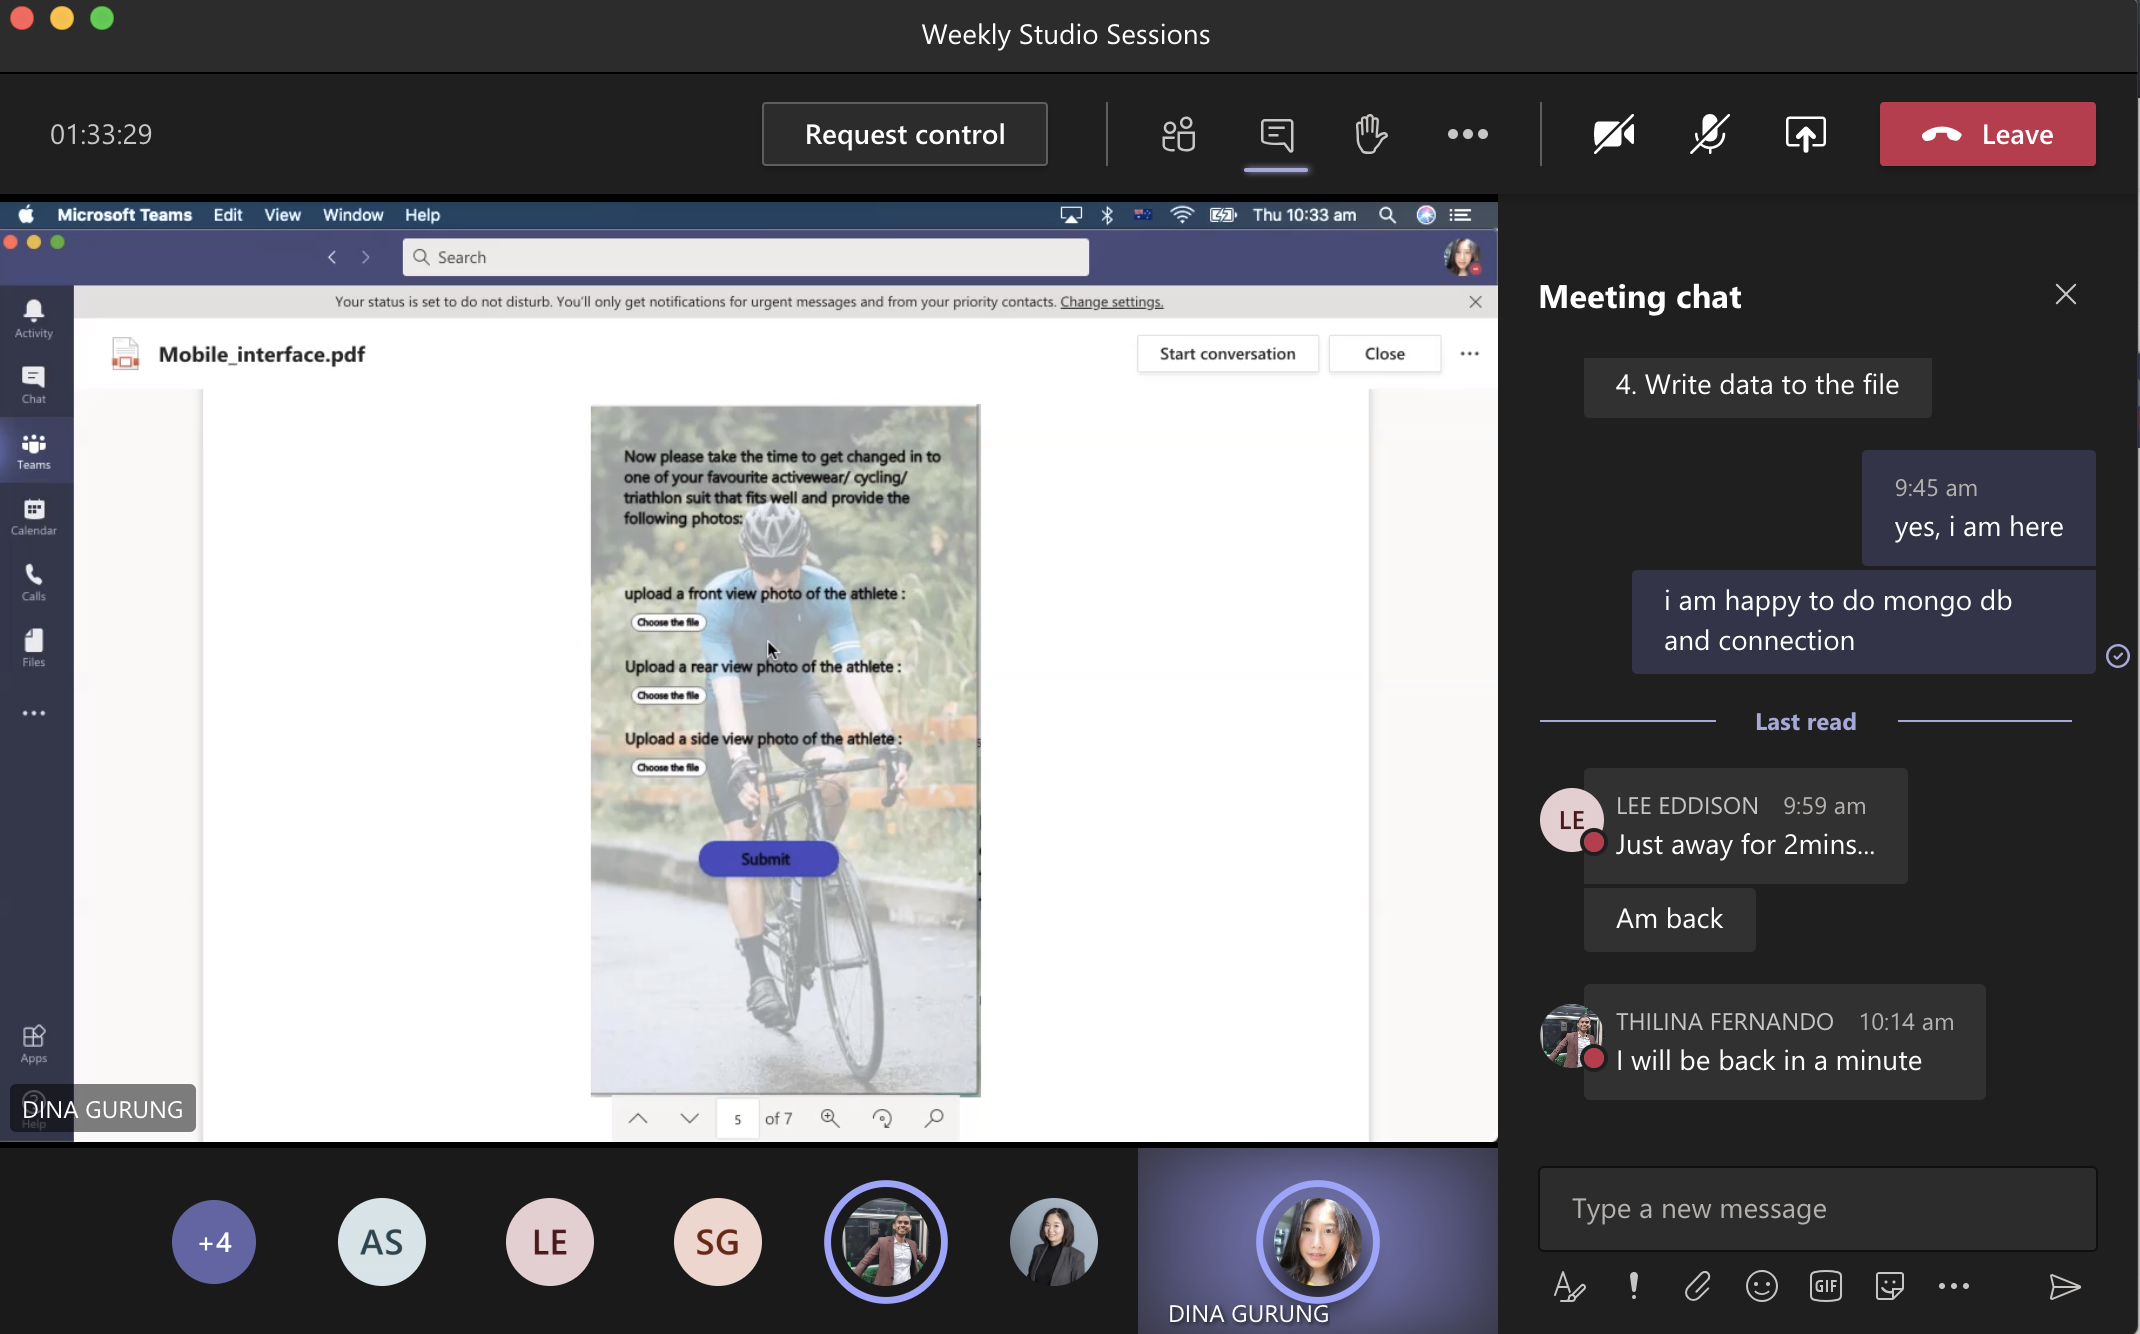 Weekly Studio Sessions
01:33:29
Request control
Leave
Microsoft Teams Edit View Window Help
Thu 10:33 am
Search
Your status is set to do not disturb. You'll only get notifications for urgent messages and from your priority contacts. Change settings.
Activity
Chat
Teams
Calendar
Calls
Files
Apps
Help
Mobile_interface.pdf
Start conversation
Close
Now please take the time to get changed in to
one of your favourite activewear/ cycling/
triathlon suit that fits well and provide the
following photos:
upload a front view photo of the athlete :
Choose the file
Upload a rear view photo of the athlete :
Choose the file
Upload a side view photo of the athlete :
Choose the file
Submit
5 of 7
DINA GURUNG
+4
AS
LE
SG
DINA GURUNG
Meeting chat
4. Write data to the file
9:45 am
yes, i am here
i am happy to do mongo db
and connection
Last read
LE
LEE EDDISON 9:59 am
Just away for 2mins...
Am back
THILINA FERNANDO 10:14 am
I will be back in a minute
Type a new message
GIF